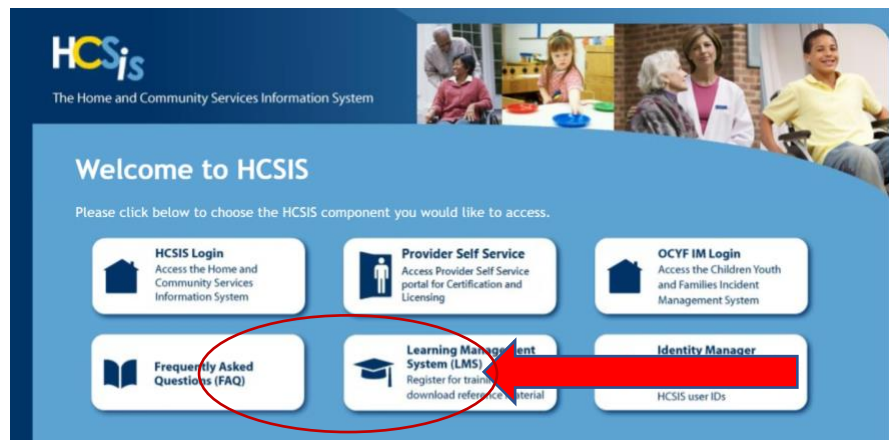 HCSis
The Home and Community Services Information System
Welcome to HCSIS
Please click below to choose the HCSIS component you would like to access.
HCSIS Login
Access the Home and
Community Services
Information System
Provider Self Service
Access Provider Self Service
portal for Certification and
Licensing
OCYF IM Login
Access the Children Youth
and Families Incident
Management System
Frequently Asked
Questions (FAQ)
Learning Management
System (LMS)
Register for
download reference material
Identity Manager
HCSIS user IDs